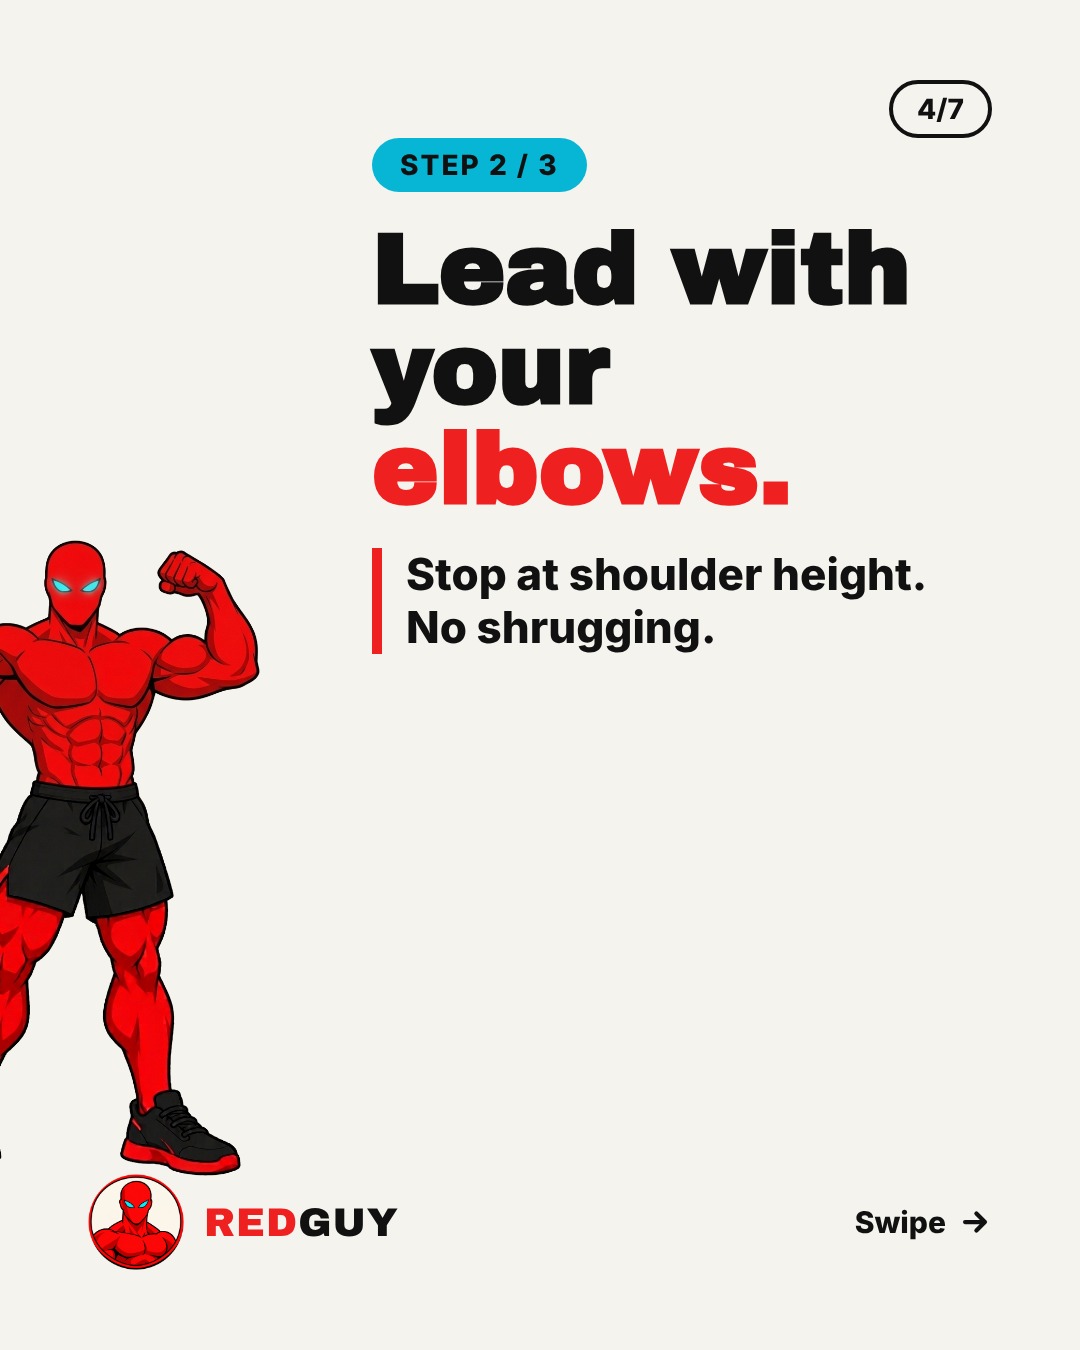 4/7
STEP 2 / 3
Lead with
your
elbows.
Stop at shoulder height.
No shrugging.
REDGUY
Swipe →